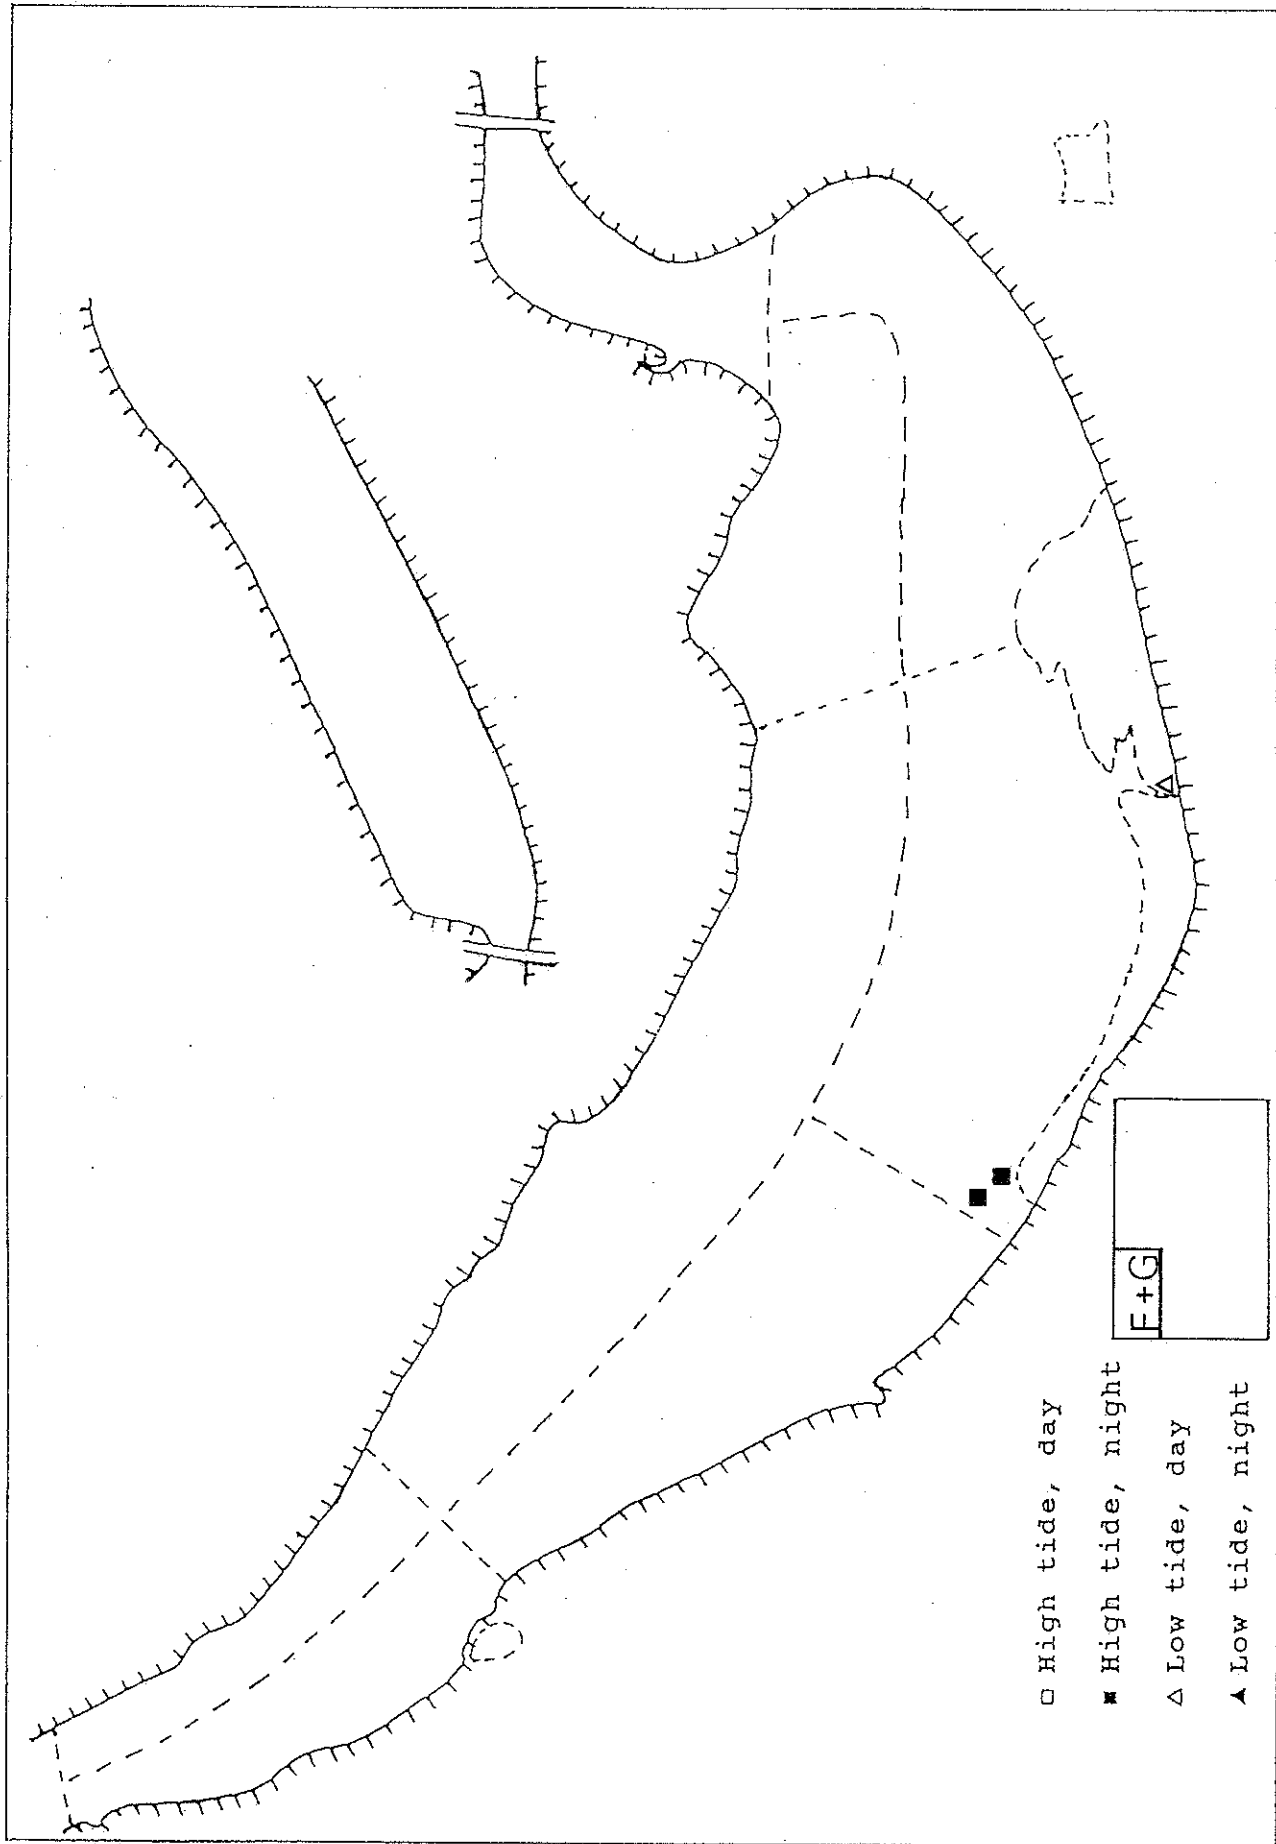 F+G
□ High tide, day
■ High tide, night
△ Low tide, day
▲ Low tide, night